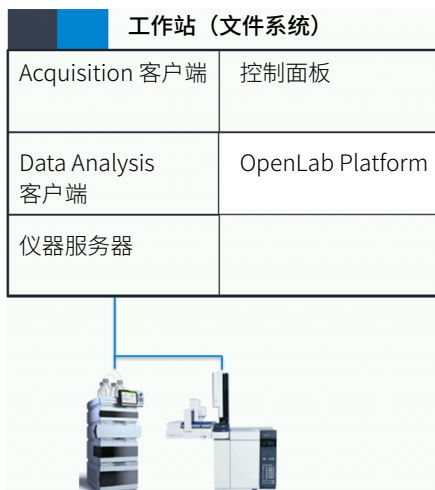 工作站（文件系统）
Acquisition 客户端
控制面板
Data Analysis
客户端
OpenLab Platform
仪器服务器